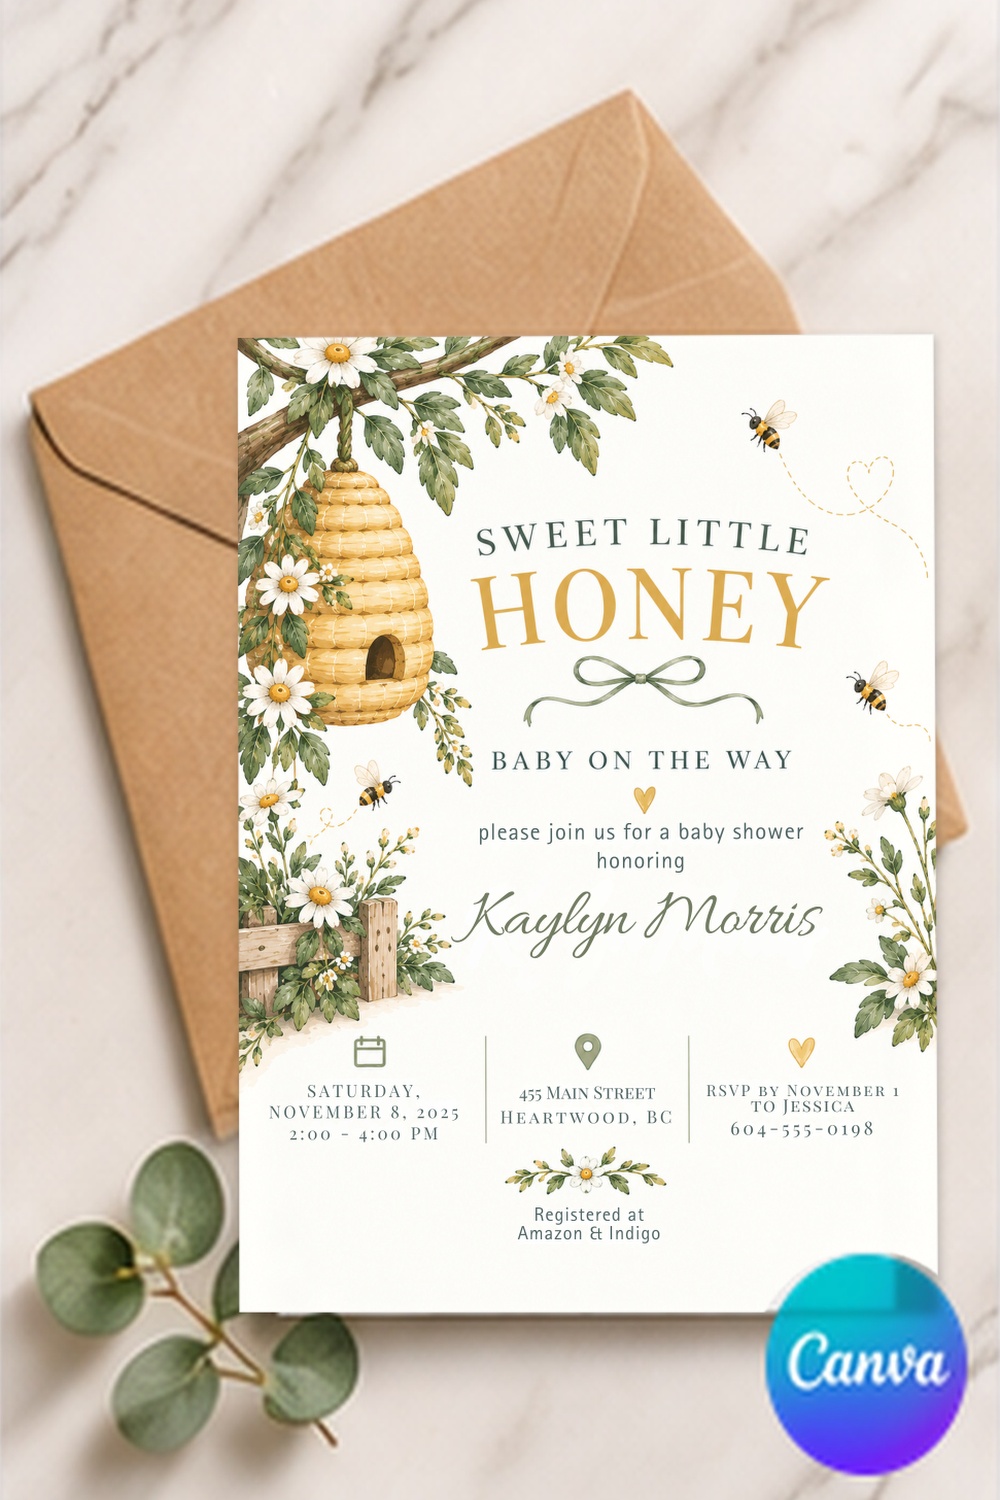 SWEET LITTLE
HONEY
BABY ON THE WAY
please join us for a baby shower
honoring
Kaylyn Morris
SATURDAY,
NOVEMBER 8, 2025
2:00 - 4:00 PM
455 Main Street
Heartwood, BC
RSVP by November 1
to Jessica
604-555-0198
Registered at
Amazon & Indigo
Canva